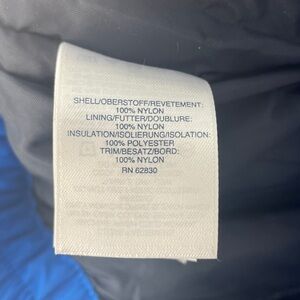 SHELL/OBERSTOFF/REVETEMENT:
100% NYLON
LINING/FUTTER/DOUBLURE:
100% NYLON
INSULATION/ISOLIERUNG/ISOLATION:
100% POLYESTER
TRIM/BESATZ/BORD:
100% NYLON
RN 62830